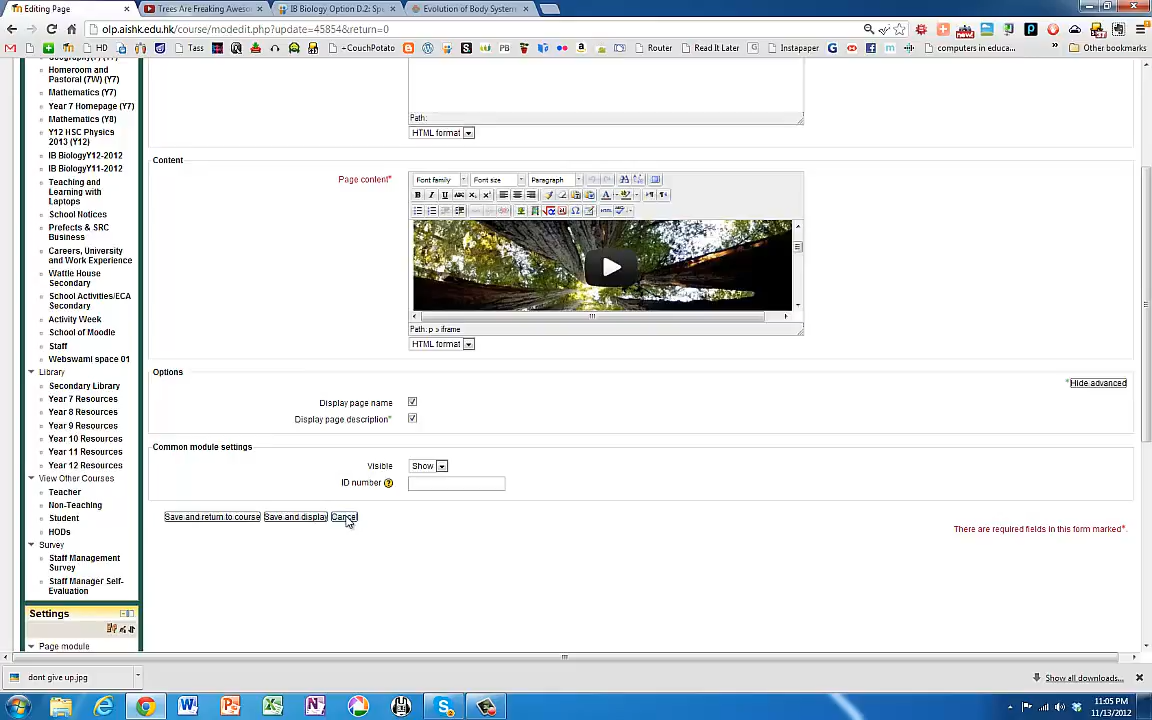 Editing Page
Trees Are Freaking Aweso
IB Biology Option D.2: Spe
Evolution of Body System
olp.aishk.edu.hk/course/modedit.php?update=45854&return=0
HD
Tass
+CouchPotato
PB
Router
Read It Later
Instapaper
computers in educa...
»
Other bookmarks
Homeroom and
Pastoral (7W) (Y7)
Mathematics (Y7)
Year 7 Homepage (Y7)
Mathematics (Y8)
Y12 HSC Physics
2013 (Y12)
IB BiologyY12-2012
IB BiologyY11-2012
Teaching and
Learning with
Laptops
School Notices
Prefects & SRC
Business
Careers, University
and Work Experience
Wattle House
Secondary
School Activities/ECA
Secondary
Activity Week
School of Moodle
Staff
Webswami space 01
Library
Secondary Library
Year 7 Resources
Year 8 Resources
Year 9 Resources
Year 10 Resources
Year 11 Resources
Year 12 Resources
View Other Courses
Teacher
Non-Teaching
Student
HODs
Survey
Staff Management
Survey
Staff Manager Self-
Evaluation
Settings
Page module
Path:
HTML format
Content
Page content*
Font family
Font size
Paragraph
B I U ABC
Path: p » iframe
HTML format
Options
* Hide advanced
Display page name
Display page description*
Common module settings
Visible
Show
ID number
Save and return to course
Save and display
Cancel
There are required fields in this form marked*.
dont give up.jpg
Show all downloads...
11:05 PM
11/13/2012